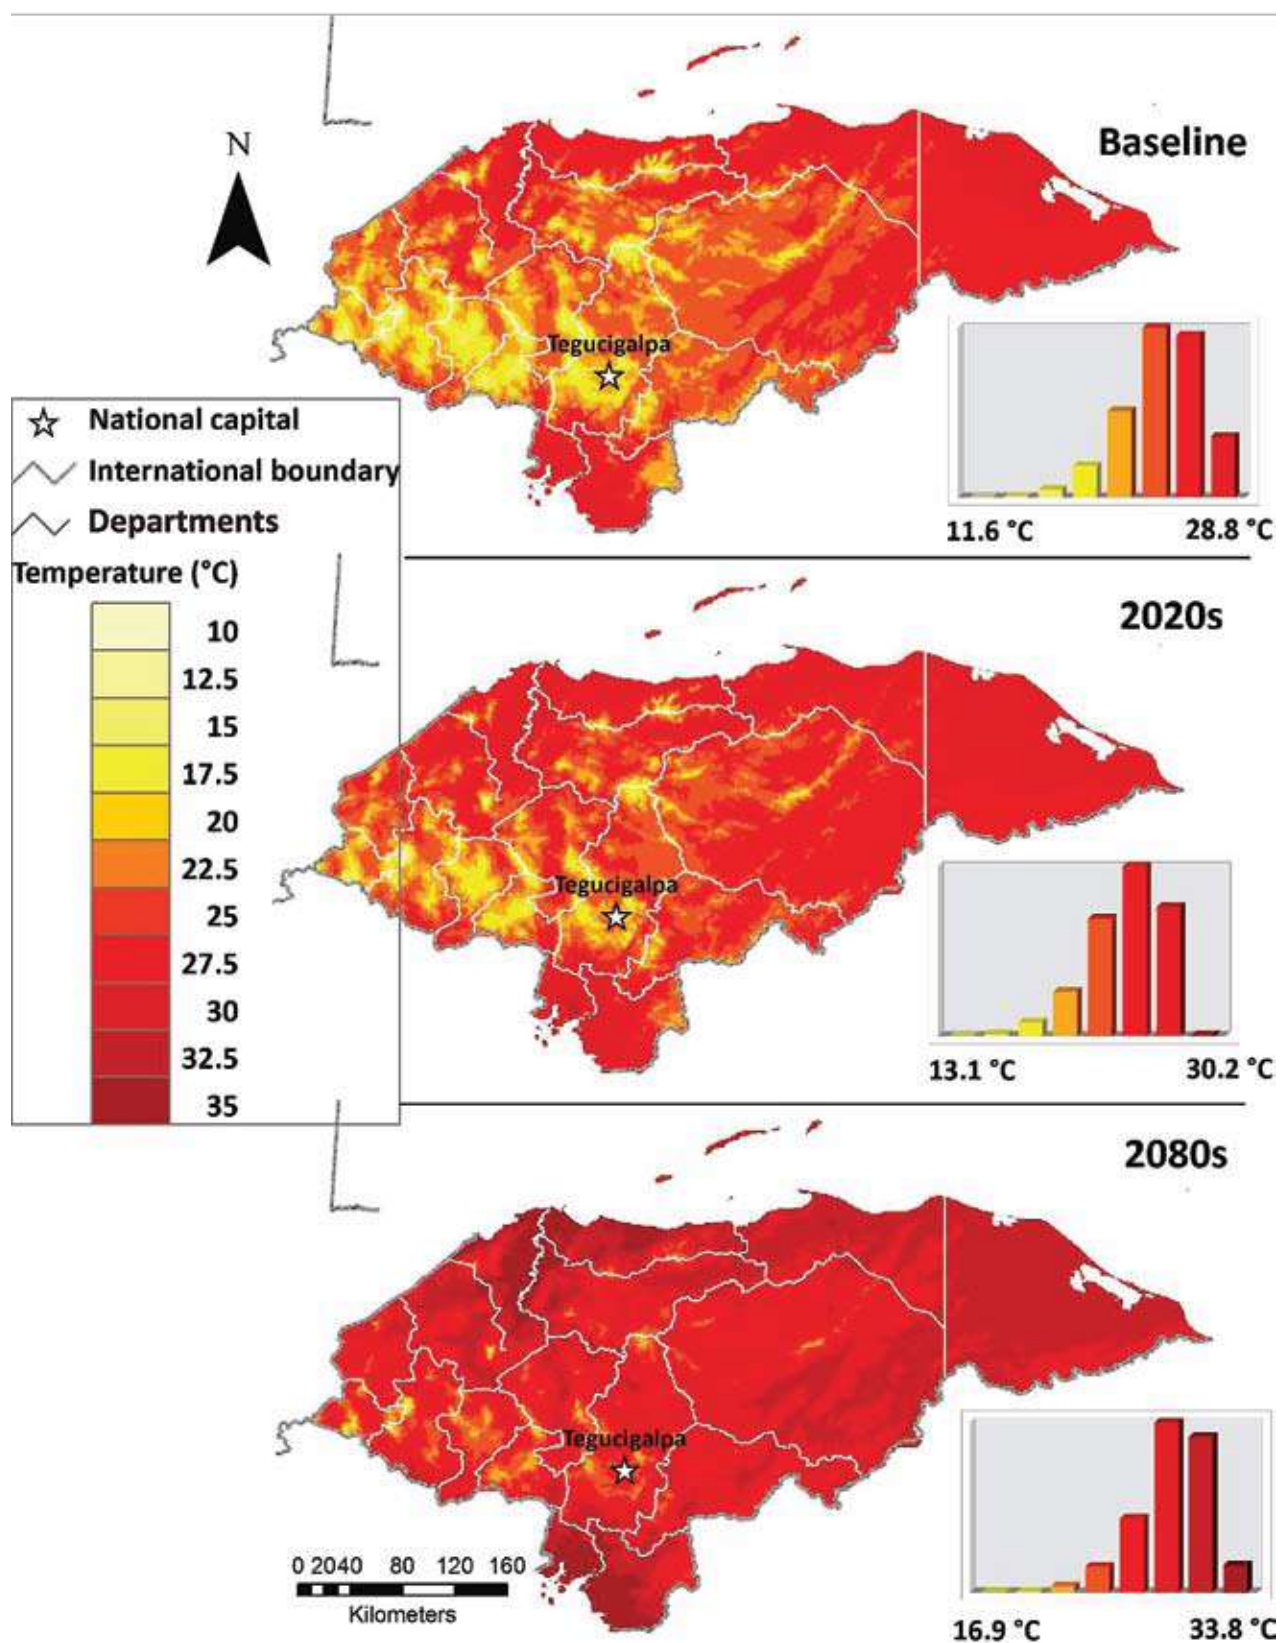 N
Baseline
Tegucigalpa
11.6 °C
28.8 °C
National capital
International boundary
Departments
Temperature (°C)
10
12.5
15
17.5
20
22.5
25
27.5
30
32.5
35
2020s
Tegucigalpa
13.1 °C
30.2 °C
2080s
Tegucigalpa
0 20 40 80 120 160
Kilometers
16.9 °C
33.8 °C